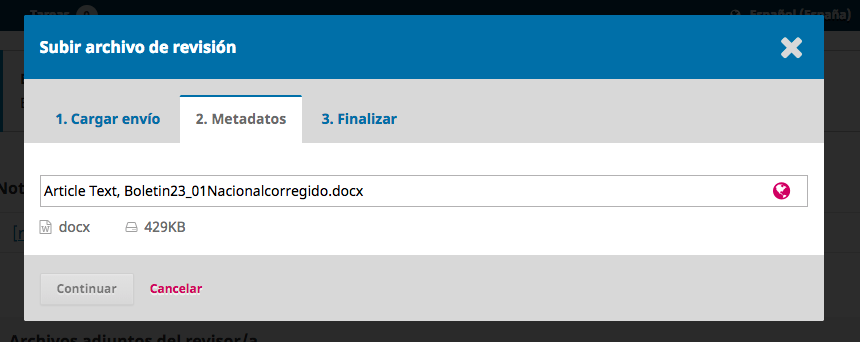 Tareas 0
Español (España)
Subir archivo de revisión
1. Cargar envío
2. Metadatos
3. Finalizar
Not
Article Text, Boletin23_01Nacionalcorregido.docx
docx
429KB
Continuar
Cancelar
Archivos adjuntos del revisor/a